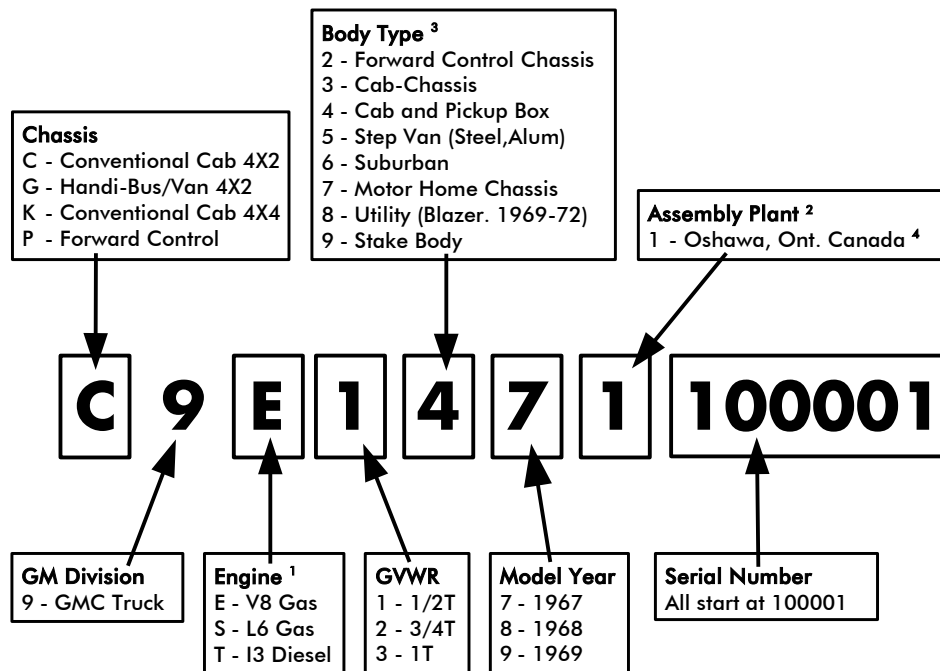 Body Type ³
2 - Forward Control Chassis
3 - Cab-Chassis
4 - Cab and Pickup Box
5 - Step Van (Steel,Alum)
6 - Suburban
7 - Motor Home Chassis
8 - Utility (Blazer. 1969-72)
9 - Stake Body
Chassis
C - Conventional Cab 4X2
G - Handi-Bus/Van 4X2
K - Conventional Cab 4X4
P - Forward Control
Assembly Plant ²
1 - Oshawa, Ont. Canada ⁴
C 9 E 1 4 7 1 100001
GM Division
9 - GMC Truck
Engine ¹
E - V8 Gas
S - L6 Gas
T - I3 Diesel
GVWR
1 - 1/2T
2 - 3/4T
3 - 1T
Model Year
7 - 1967
8 - 1968
9 - 1969
Serial Number
All start at 100001